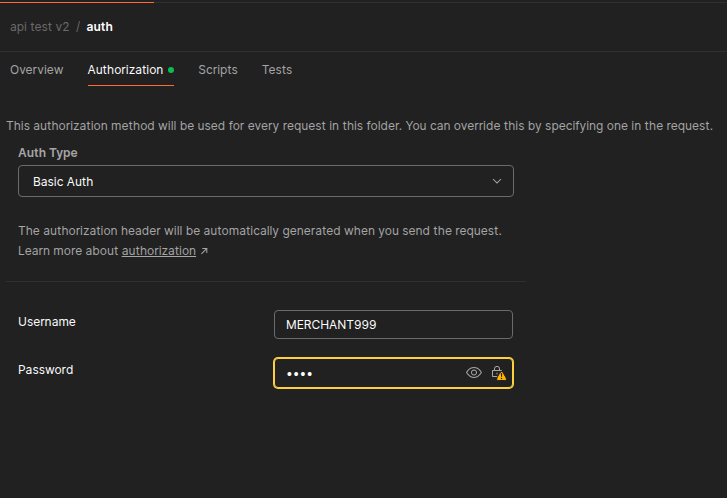 api test v2 / auth
Overview Authorization Scripts Tests
This authorization method will be used for every request in this folder. You can override this by specifying one in the request.
Auth Type
Basic Auth
The authorization header will be automatically generated when you send the request.
Learn more about authorization ↗
Username MERCHANT999
Password ••••